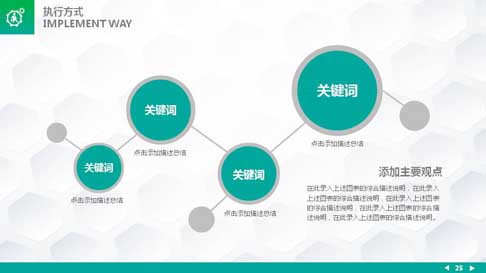 执行方式
IMPLEMENT WAY
关键词
点击添加描述总结
关键词
点击添加描述总结
关键词
点击添加描述总结
关键词
点击添加描述总结
添加主要观点
在此录入上述图表的综合描述说明，在此录入
上述图表的综合描述说明，在此录入上述图表
的综合描述说明，在此录入上述图表的综合描
述说明，在此录入上述图表的综合描述说明。
25